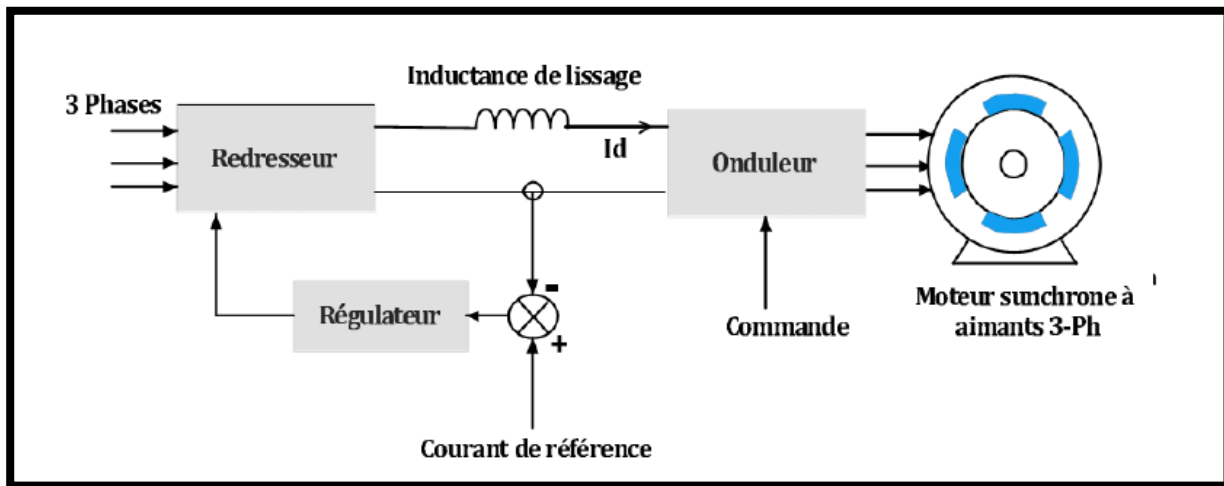 Inductance de lissage
3 Phases
Redresseur
Id
Onduleur
Régulateur
-
+
Commande
Courant de référence
Moteur sunchrone à
aimants 3-Ph